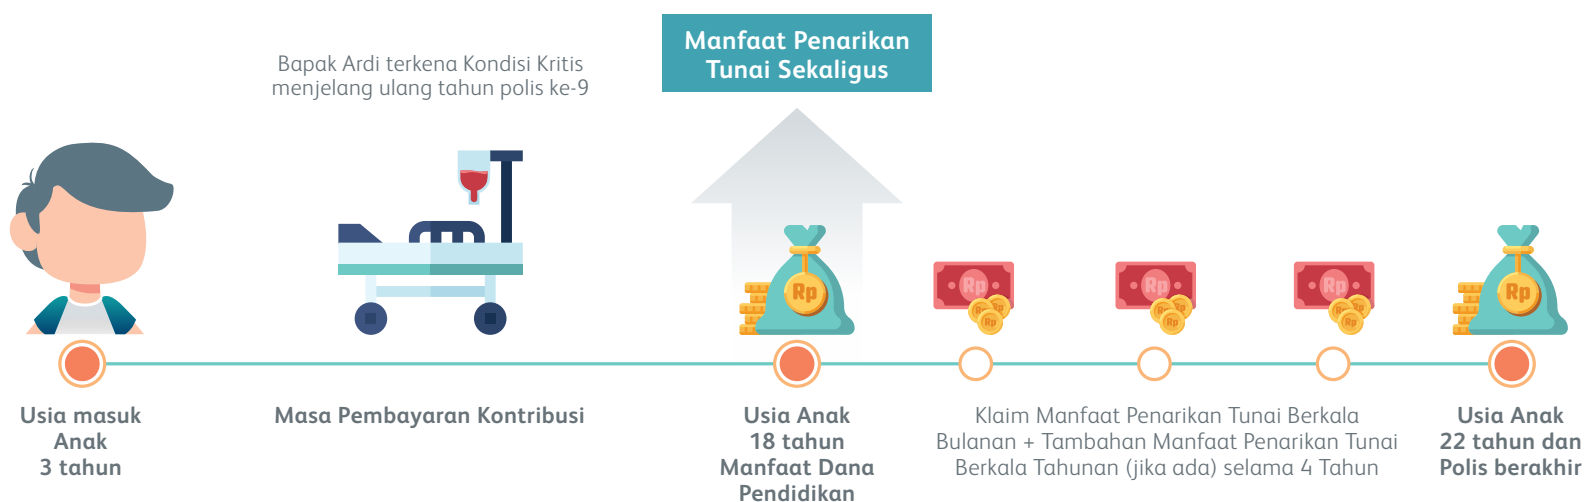 Manfaat Penarikan
Tunai Sekaligus
Bapak Ardi terkena Kondisi Kritis
menjelang ulang tahun polis ke-9
Rp
Rp
Rp
Rp
Rp
Rp
Rp
Rp
Usia masuk
Anak
3 tahun
Masa Pembayaran Kontribusi
Usia Anak
18 tahun
Manfaat Dana
Pendidikan
Klaim Manfaat Penarikan Tunai Berkala
Bulanan + Tambahan Manfaat Penarikan Tunai
Berkala Tahunan (jika ada) selama 4 Tahun
Usia Anak
22 tahun dan
Polis berakhir